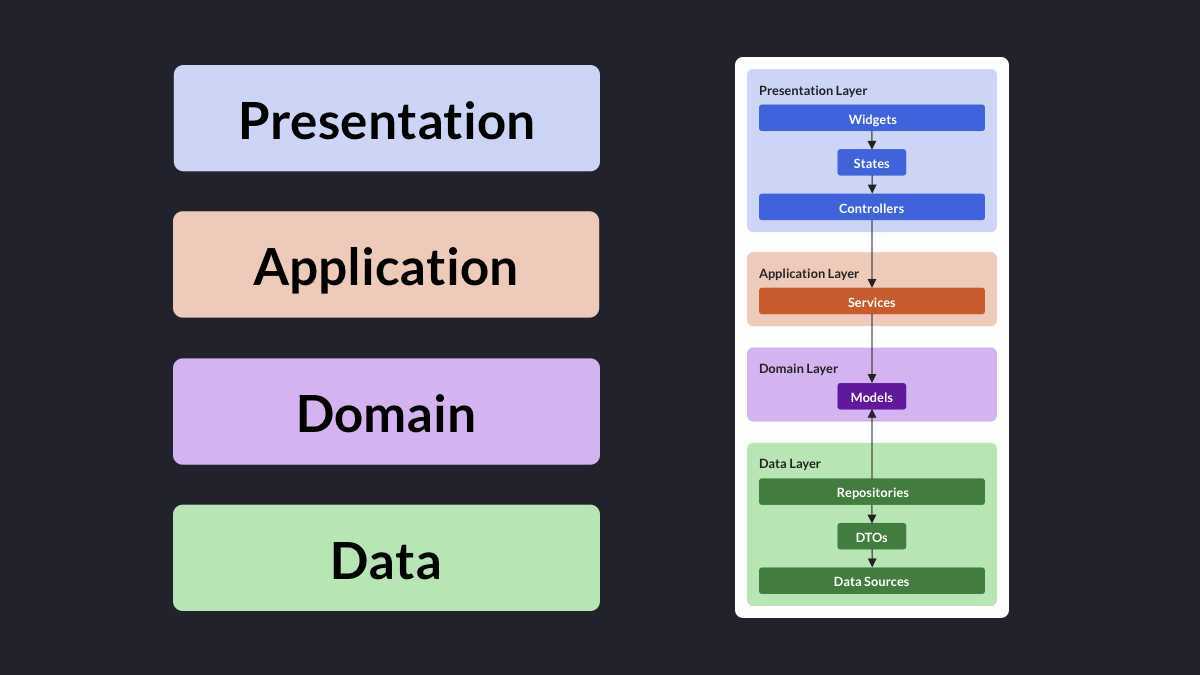 Presentation
Application
Domain
Data
Presentation Layer
Widgets
States
Controllers
Application Layer
Services
Domain Layer
Models
Data Layer
Repositories
DTOs
Data Sources